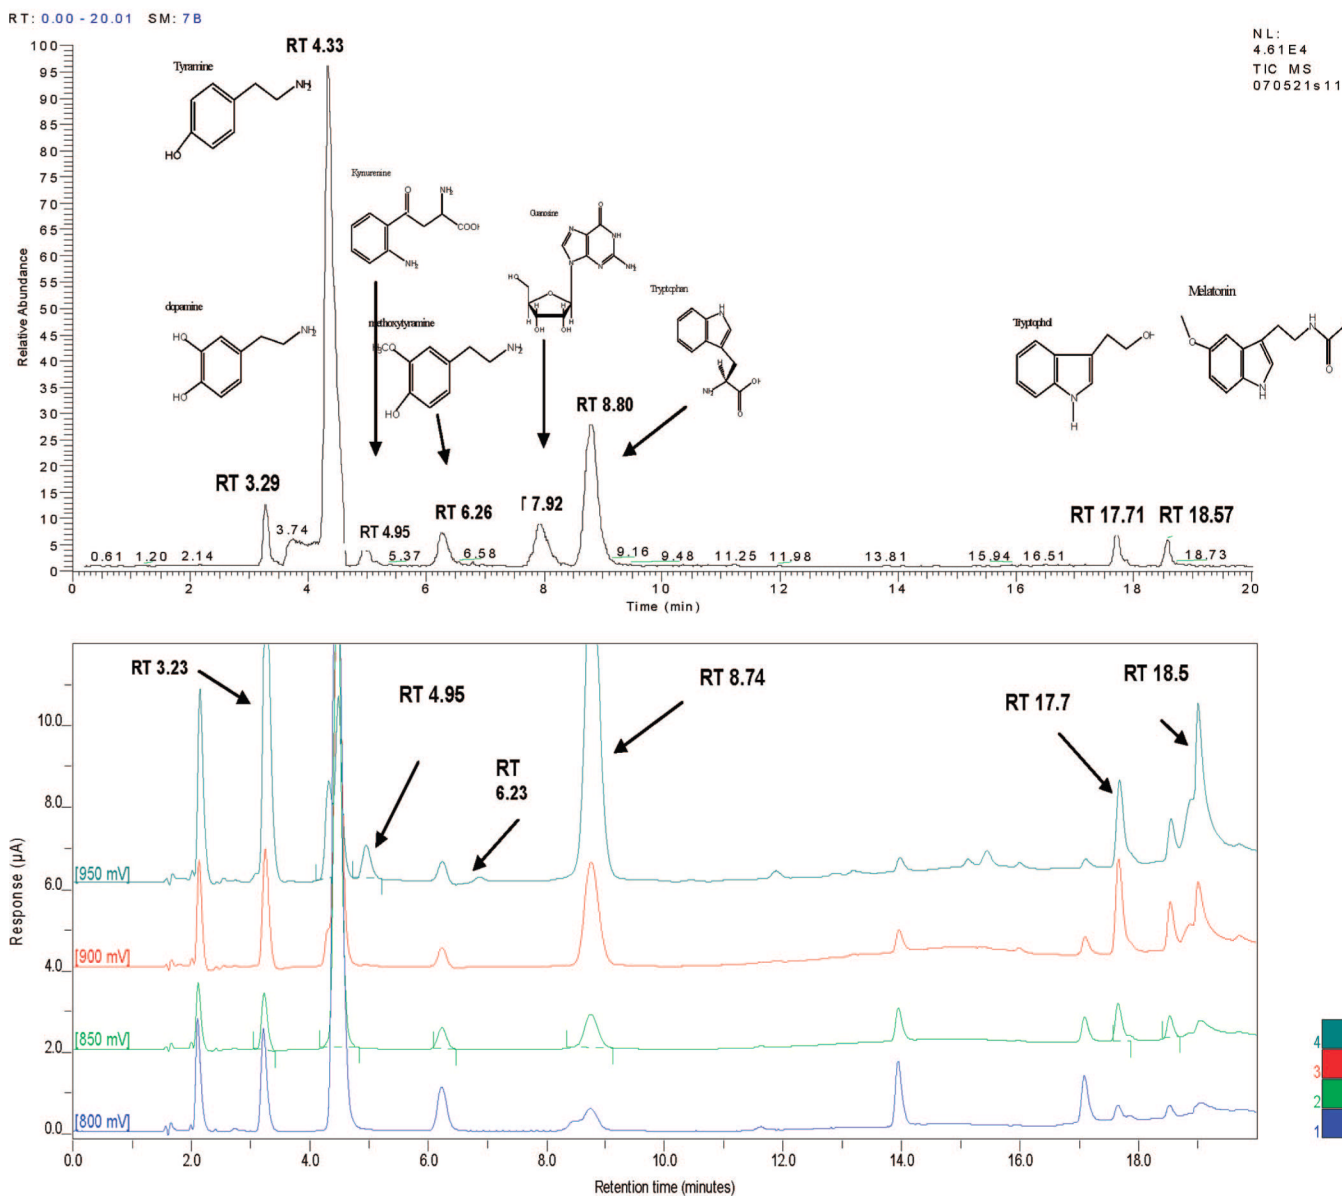 RT: 0.00 - 20.01 SM: 7B
NL:
4.61E4
TIC MS
070521s11
Relative Abundance
100
95
90
85
80
75
70
65
60
55
50
45
40
35
30
25
20
15
10
5
0
RT 4.33
Tyramine
NH2
HO
Kynurenine
O
NH2
COOH
NH2
dopamine
HO
NH2
HO
methoxytyramine
H3CO
NH2
HO
Guanosine
O
N
NH
N
N
NH2
HO
O
H
H
OH
OH
Tryptophan
H
N
H
NH2
OH
O
Tryptophol
OH
N
H
Melatonin
O
HN
O
NH
RT 3.29
3.74
RT 4.95
RT 6.26
7.92
RT 8.80
RT 17.71
RT 18.57
0.61 1.20 2.14 5.37 6.58 9.16 9.48 11.25 11.98 13.81 15.94 16.51 18.73
0 2 4 6 8 10 12 14 16 18 20
Time (min)
RT 3.23
RT 4.95
RT
6.23
RT 8.74
RT 17.7
RT 18.5
Response (µA)
10.0
8.0
6.0
4.0
2.0
0.0
[950 mV]
[900 mV]
[850 mV]
[800 mV]
4
3
2
1
0.0 2.0 4.0 6.0 8.0 10.0 12.0 14.0 16.0 18.0
Retention time (minutes)